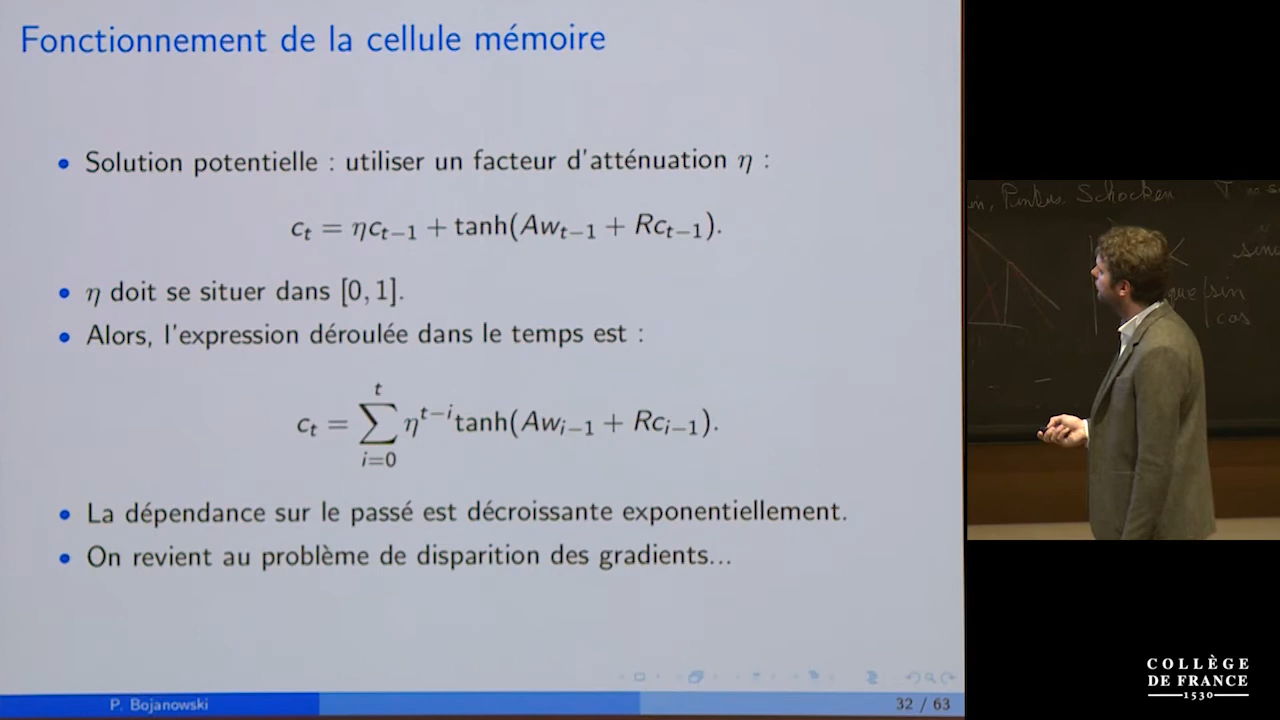 Fonctionnement de la cellule mémoire
• Solution potentielle : utiliser un facteur d'atténuation η :
c_t = ηc_{t−1} + tanh(Aw_{t−1} + Rc_{t−1}).
• η doit se situer dans [0, 1].
• Alors, l'expression déroulée dans le temps est :
c_t = ∑_{i=0}^{t} η^{t−i} tanh(Aw_{i−1} + Rc_{i−1}).
• La dépendance sur le passé est décroissante exponentiellement.
• On revient au problème de disparition des gradients...
P. Bojanowski
32 / 63
Schocken
sin
cos
COLLÈGE
DE FRANCE
1530